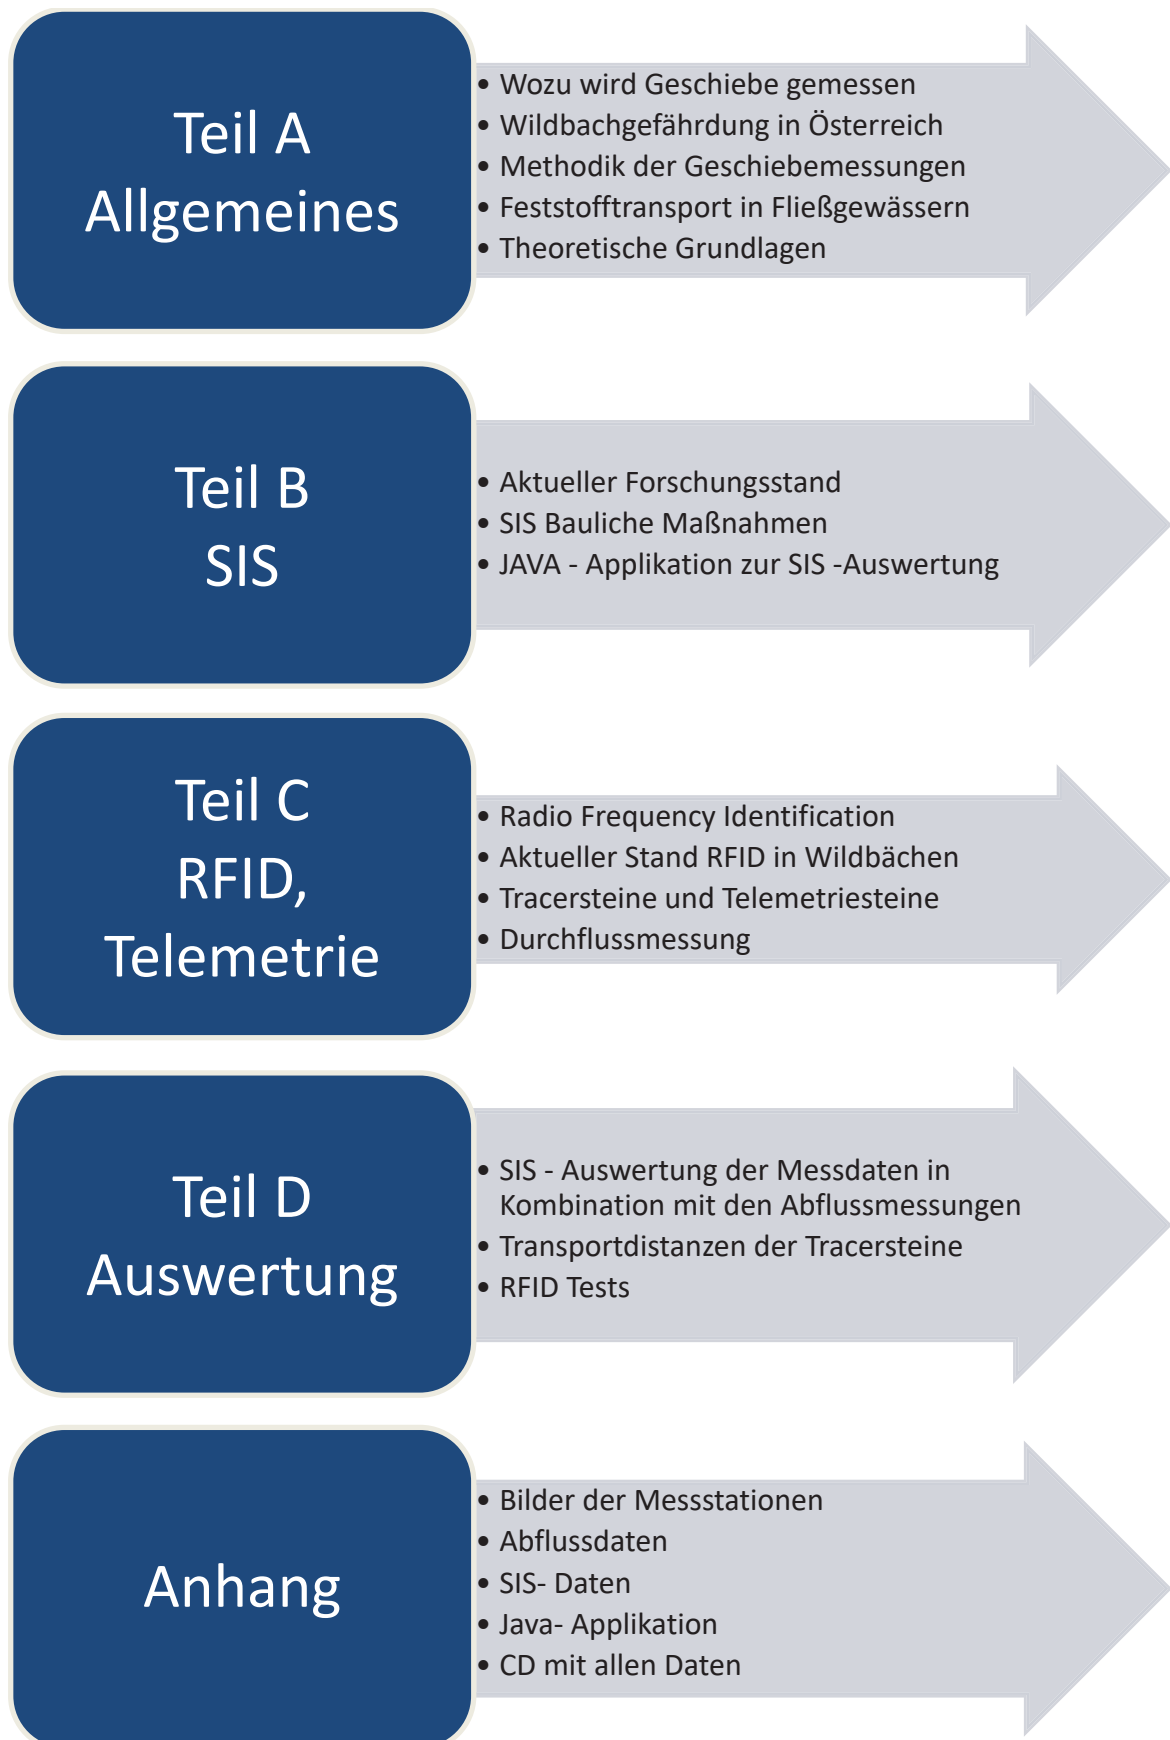 Teil A
Allgemeines
• Wozu wird Geschiebe gemessen
• Wildbachgefährdung in Österreich
• Methodik der Geschiebemessungen
• Feststofftransport in Fließgewässern
• Theoretische Grundlagen
Teil B
SIS
• Aktueller Forschungsstand
• SIS Bauliche Maßnahmen
• JAVA - Applikation zur SIS -Auswertung
Teil C
RFID,
Telemetrie
• Radio Frequency Identification
• Aktueller Stand RFID in Wildbächen
• Tracersteine und Telemetriesteine
• Durchflussmessung
Teil D
Auswertung
• SIS - Auswertung der Messdaten in
Kombination mit den Abflussmessungen
• Transportdistanzen der Tracersteine
• RFID Tests
Anhang
• Bilder der Messstationen
• Abflussdaten
• SIS- Daten
• Java- Applikation
• CD mit allen Daten